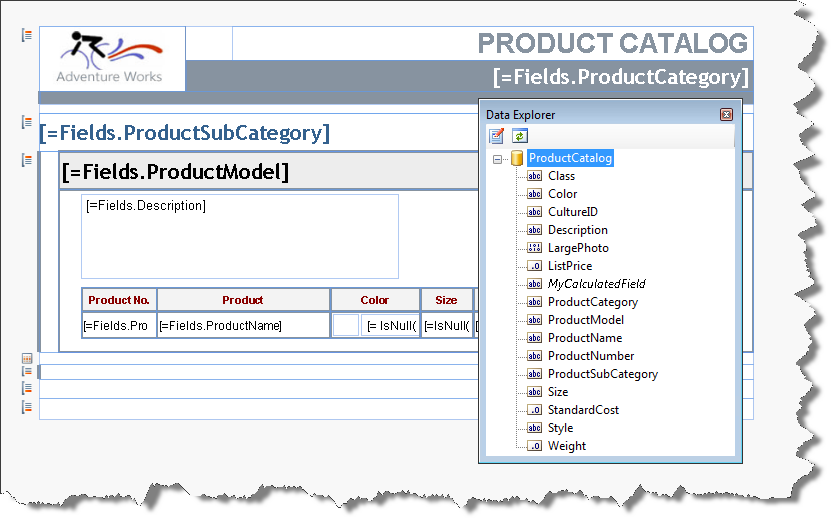 Adventure Works
PRODUCT CATALOG
[=Fields.ProductCategory]
[=Fields.ProductSubCategory]
[=Fields.ProductModel]
[=Fields.Description]
Product No. Product Color Size
[=Fields.Pro [=Fields.ProductName] [= IsNull( [=IsNull( [
Data Explorer
ProductCatalog
abc Class
abc Color
abc CultureID
abc Description
LargePhoto
.0 ListPrice
abc MyCalculatedField
abc ProductCategory
abc ProductModel
abc ProductName
abc ProductNumber
abc ProductSubCategory
abc Size
.0 StandardCost
abc Style
.0 Weight